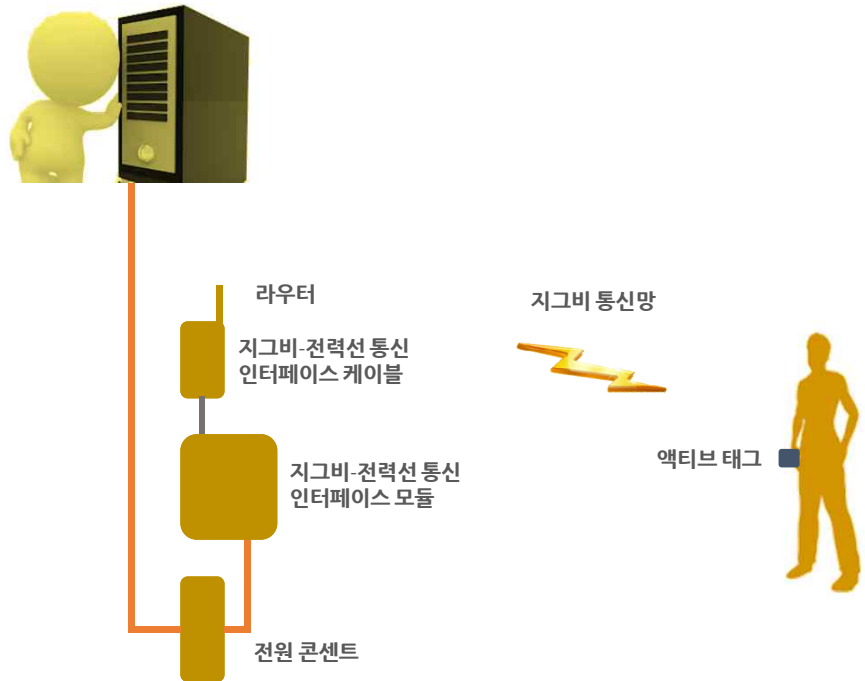 라우터
지그비 통신망
지그비-전력선 통신
인터페이스 케이블
액티브 태그
지그비-전력선 통신
인터페이스 모듈
전원 콘센트